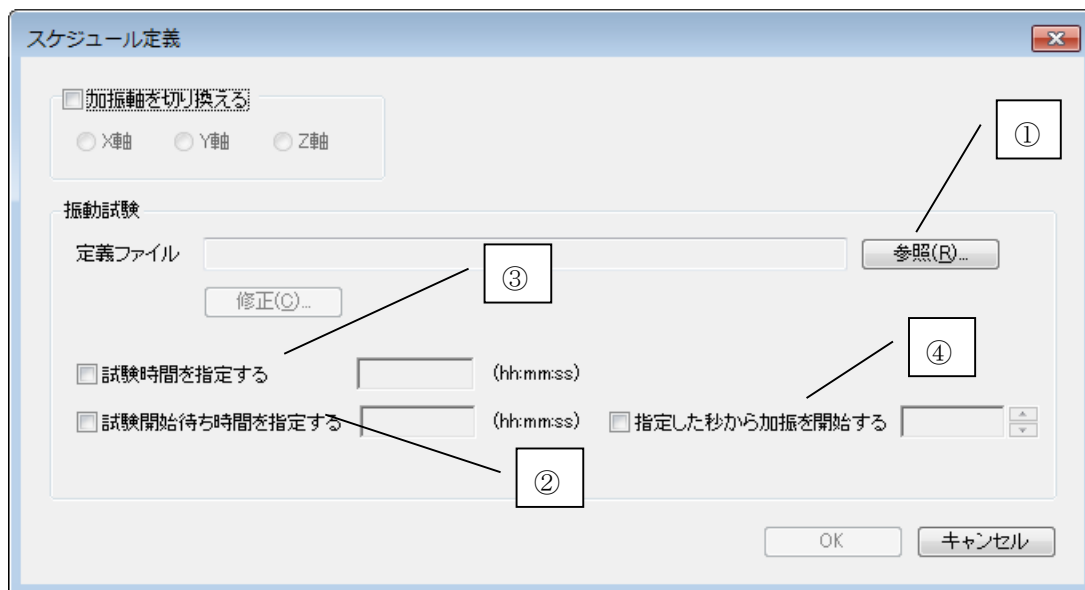 スケジュール定義
加振軸を切り換える
X軸 Y軸 Z軸
①
振動試験
定義ファイル 参照(R)...
③
修正(C)...
④
試験時間を指定する (hh:mm:ss)
試験開始待ち時間を指定する (hh:mm:ss) 指定した秒から加振を開始する
②
OK キャンセル